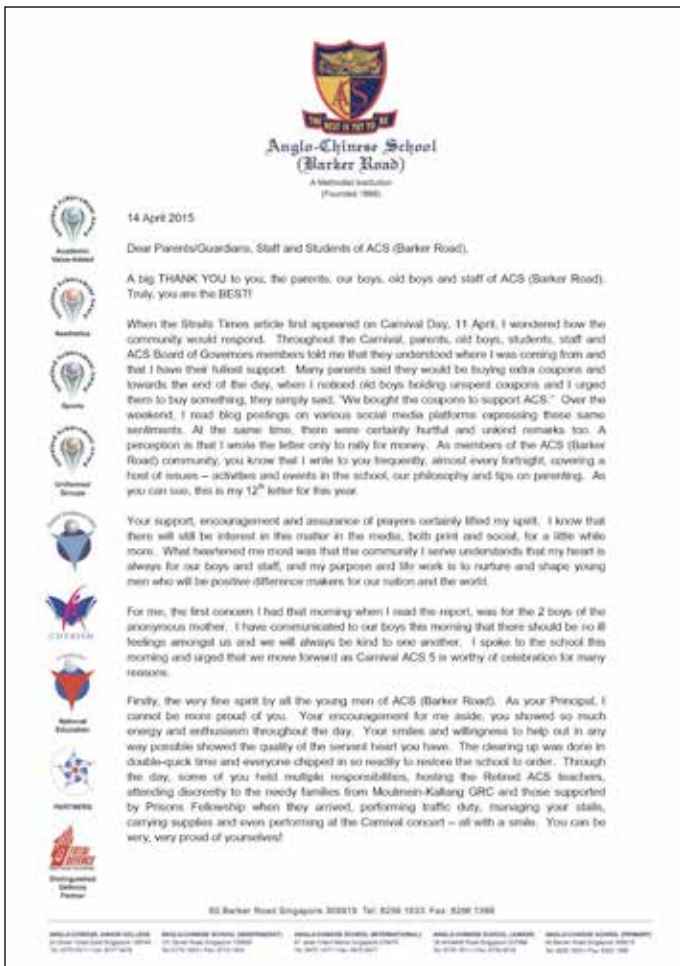 ACS
THE BEST IS YET TO BE
Anglo-Chinese School
(Barker Road)
A Methodist Institution
(Founded 1886)
14 April 2015
Dear Parents/Guardians, Staff and Students of ACS (Barker Road),
A big THANK YOU to you, the parents, our boys, old boys and staff of ACS (Barker Road).
Truly, you are the BEST!
When the Straits Times article first appeared on Carnival Day, 11 April, I wondered how the
community would respond. Throughout the Carnival, parents, old boys, students, staff and
ACS Board of Governors members told me that they understood where I was coming from and
that I have their fullest support. Many parents said they would be buying extra coupons and
towards the end of the day, when I noticed old boys holding unspent coupons and I urged
them to buy something, they simply said, "We bought the coupons to support ACS." Over the
weekend, I read blog postings on various social media platforms expressing these same
sentiments. At the same time, there were certainly hurtful and unkind remarks too. A
perception is that I wrote the letter only to rally for money. As members of the ACS (Barker
Road) community, you know that I write to you frequently, almost every fortnight, covering a
host of issues – activities and events in the school, our philosophy and tips on parenting. As
you can see, this is my 12th letter for this year.
Your support, encouragement and assurance of prayers certainly lifted my spirit. I know that
there will still be interest in this matter in the media, both print and social, for a little while
more. What heartened me most was that the community I serve understands that my heart is
always for our boys and staff, and my purpose and life work is to nurture and shape young
men who will be positive difference makers for our nation and the world.
For me, the first concern I had that morning when I read the report, was for the 2 boys of the
anonymous mother. I have communicated to our boys this morning that there should be no ill
feelings amongst us and we will always be kind to one another. I spoke to the school this
morning and urged that we move forward as Carnival ACS 5 is worthy of celebration for many
reasons.
Firstly, the very fine spirit by all the young men of ACS (Barker Road). As your Principal, I
cannot be more proud of you. Your encouragement for me aside, you showed so much
energy and enthusiasm throughout the day. Your smiles and willingness to help out in any
way possible showed the quality of the servant heart you have. The clearing up was done in
double-quick time and everyone chipped in so readily to restore the school to order. Through
the day, some of you held multiple responsibilities, hosting the Retired ACS teachers,
attending discreetly to the needy families from Moulmein-Kallang GRC and those supported
by Prisons Fellowship when they arrived, performing traffic duty, managing your stalls,
carrying supplies and even performing at the Carnival concert – all with a smile. You can be
very, very proud of yourselves!
Academic
Value-Added
Aesthetics
Sports
Uniformed
Groups
CHERISH
National
Education
PARTNERS
TOTAL
DEFENCE
Distinguished
Defence
Partner
60 Barker Road Singapore 309919 Tel: 6256 1633 Fax: 6256
ANGLO-CHINESE JUNIOR COLLEGE
ANGLO-CHINESE SCHOOL (INDEPENDENT)
ANGLO-CHINESE SCHOOL (INTERNATIONAL)
ANGLO-CHINESE SCHOOL (JUNIOR)
ANGLO-CHINESE SCHOOL (PRIMARY)